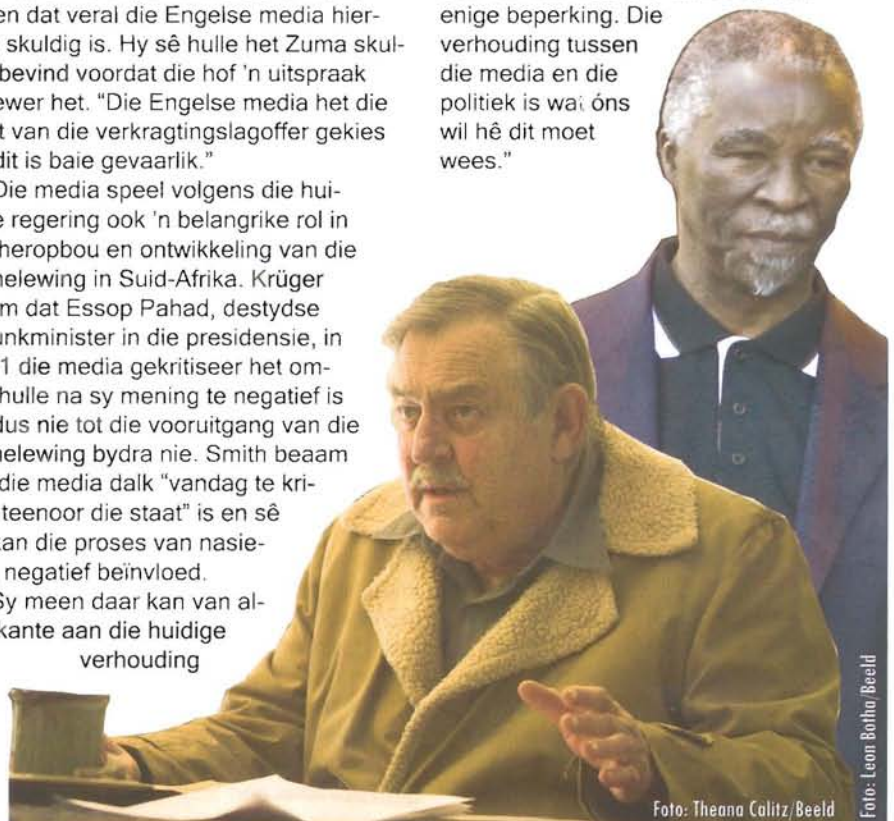 en dat veral die Engelse media hier-
skuldig is. Hy sê hulle het Zuma skul-
bevind voordat die hof 'n uitspraak
ewer het. “Die Engelse media het die
t van die verkragtingslagoffer gekies
dit is baie gevaarlik.”
Die media speel volgens die hui-
e regering ook 'n belangrike rol in
heropbou en ontwikkeling van die
nelewing in Suid-Afrika. Krüger
m dat Essop Pahad, destydse
unkminister in die presidensie, in
1 die media gekritiseer het om-
hulle na sy mening te negatief is
dus nie tot die vooruitgang van die
nelewing bydra nie. Smith beaam
die media dalk “vandag te kri-
teenoor die staat” is en sê
kan die proses van nasie-
negatief beïnvloed.
Sy meen daar kan van al-
kante aan die huidige
verhouding
enige beperking. Die
verhouding tussen
die media en die
politiek is wat óns
wil hê dit moet
wees.”
Foto: Theana Calitz/Beeld
Foto: Leon Botha/Beeld